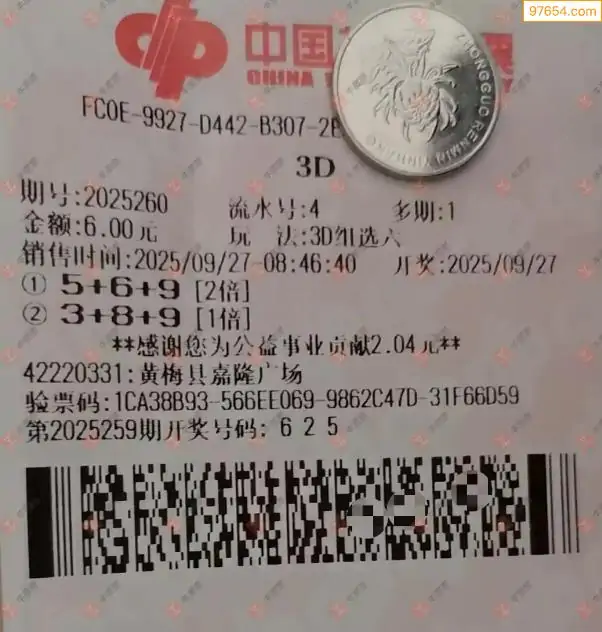 97654.com
中国
CHINA
ZHONGGUO RENMIN YINHANG
FC0E-9927-D442-B307-2E
3D
期号:2025260 流水号:4 多期:1
金额:6.00元 玩 法:3D组选六
销售时间:2025/09/27-08:46:40 开奖:2025/09/27
① 5+6+9 [2倍]
② 3+8+9 [1倍]
**感谢您为公益事业贡献2.04元**
42220331:黄梅县嘉隆广场
验票码:1CA38B93-566EE069-9862C47D-31F66D59
第2025259期开奖号码: 6 2 5